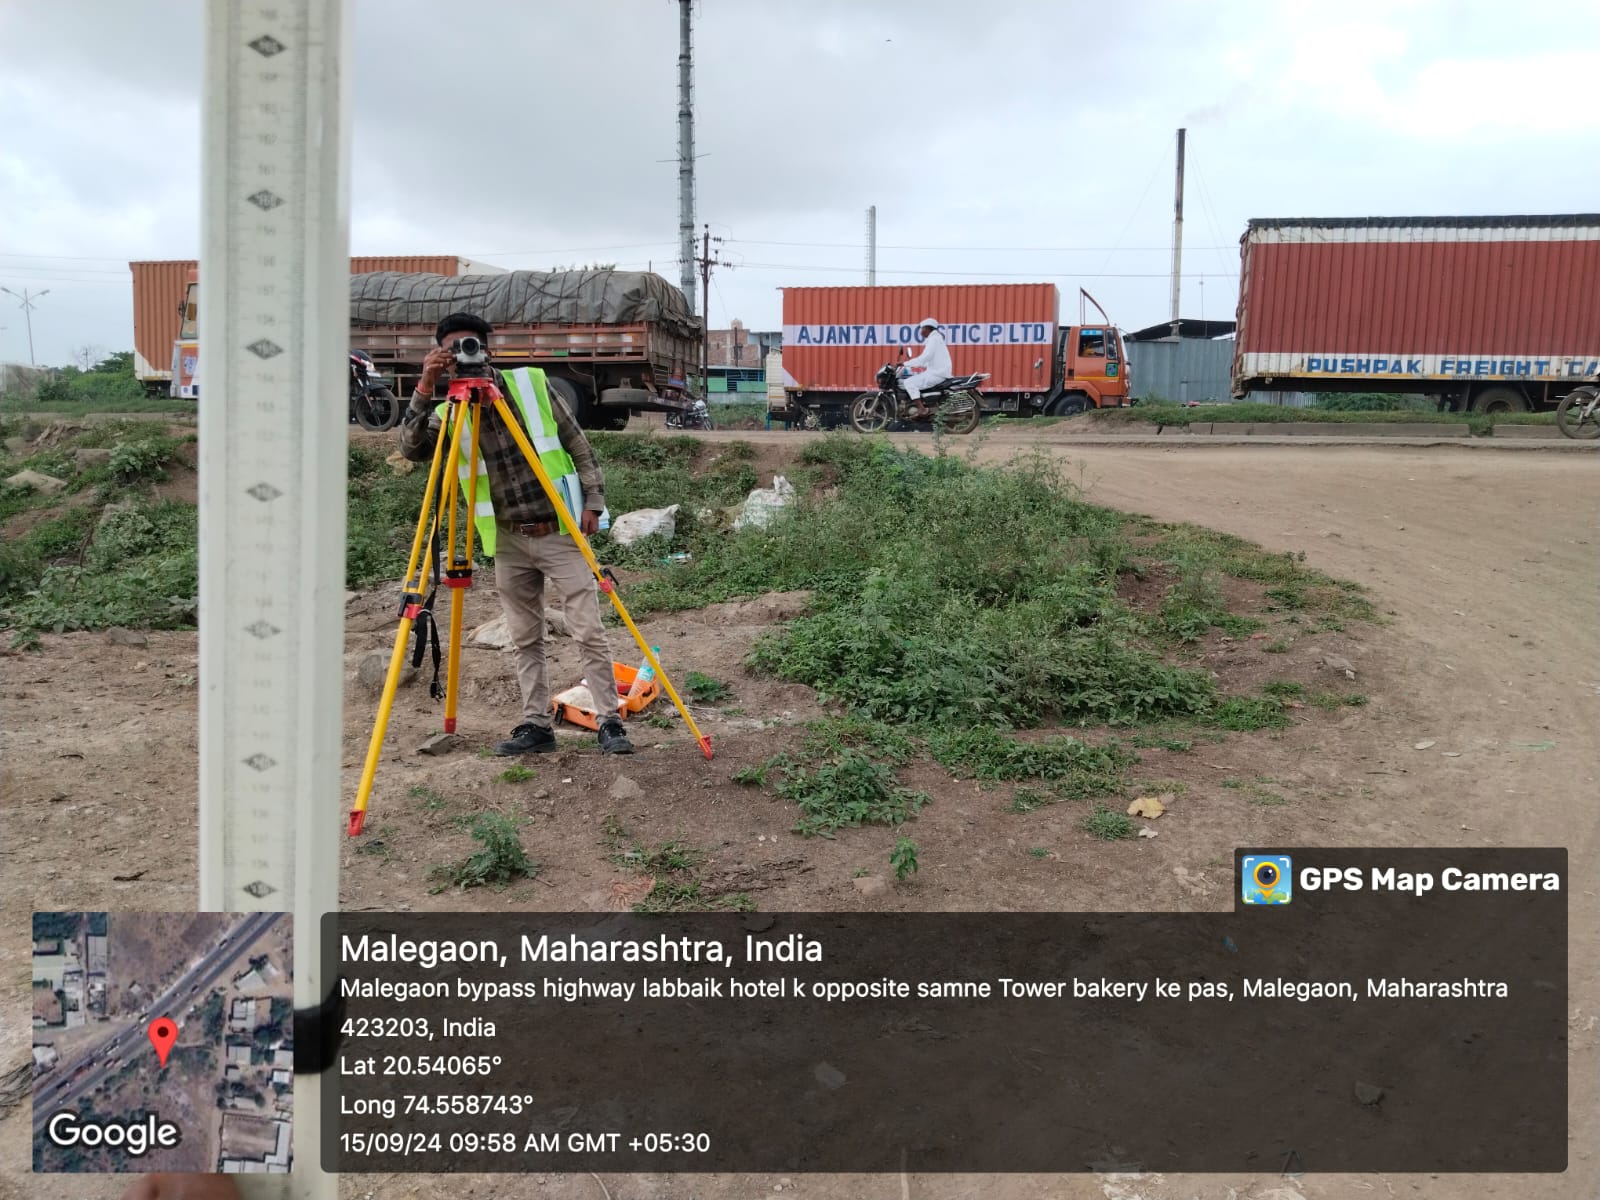 AJANTA LOGISTIC P. LTD.
PUSHPAK FREIGHT CA
GPS Map Camera
Malegaon, Maharashtra, India
Malegaon bypass highway labbaik hotel k opposite samne Tower bakery ke pas, Malegaon, Maharashtra
423203, India
Lat 20.54065°
Long 74.558743°
15/09/24 09:58 AM GMT +05:30
Google